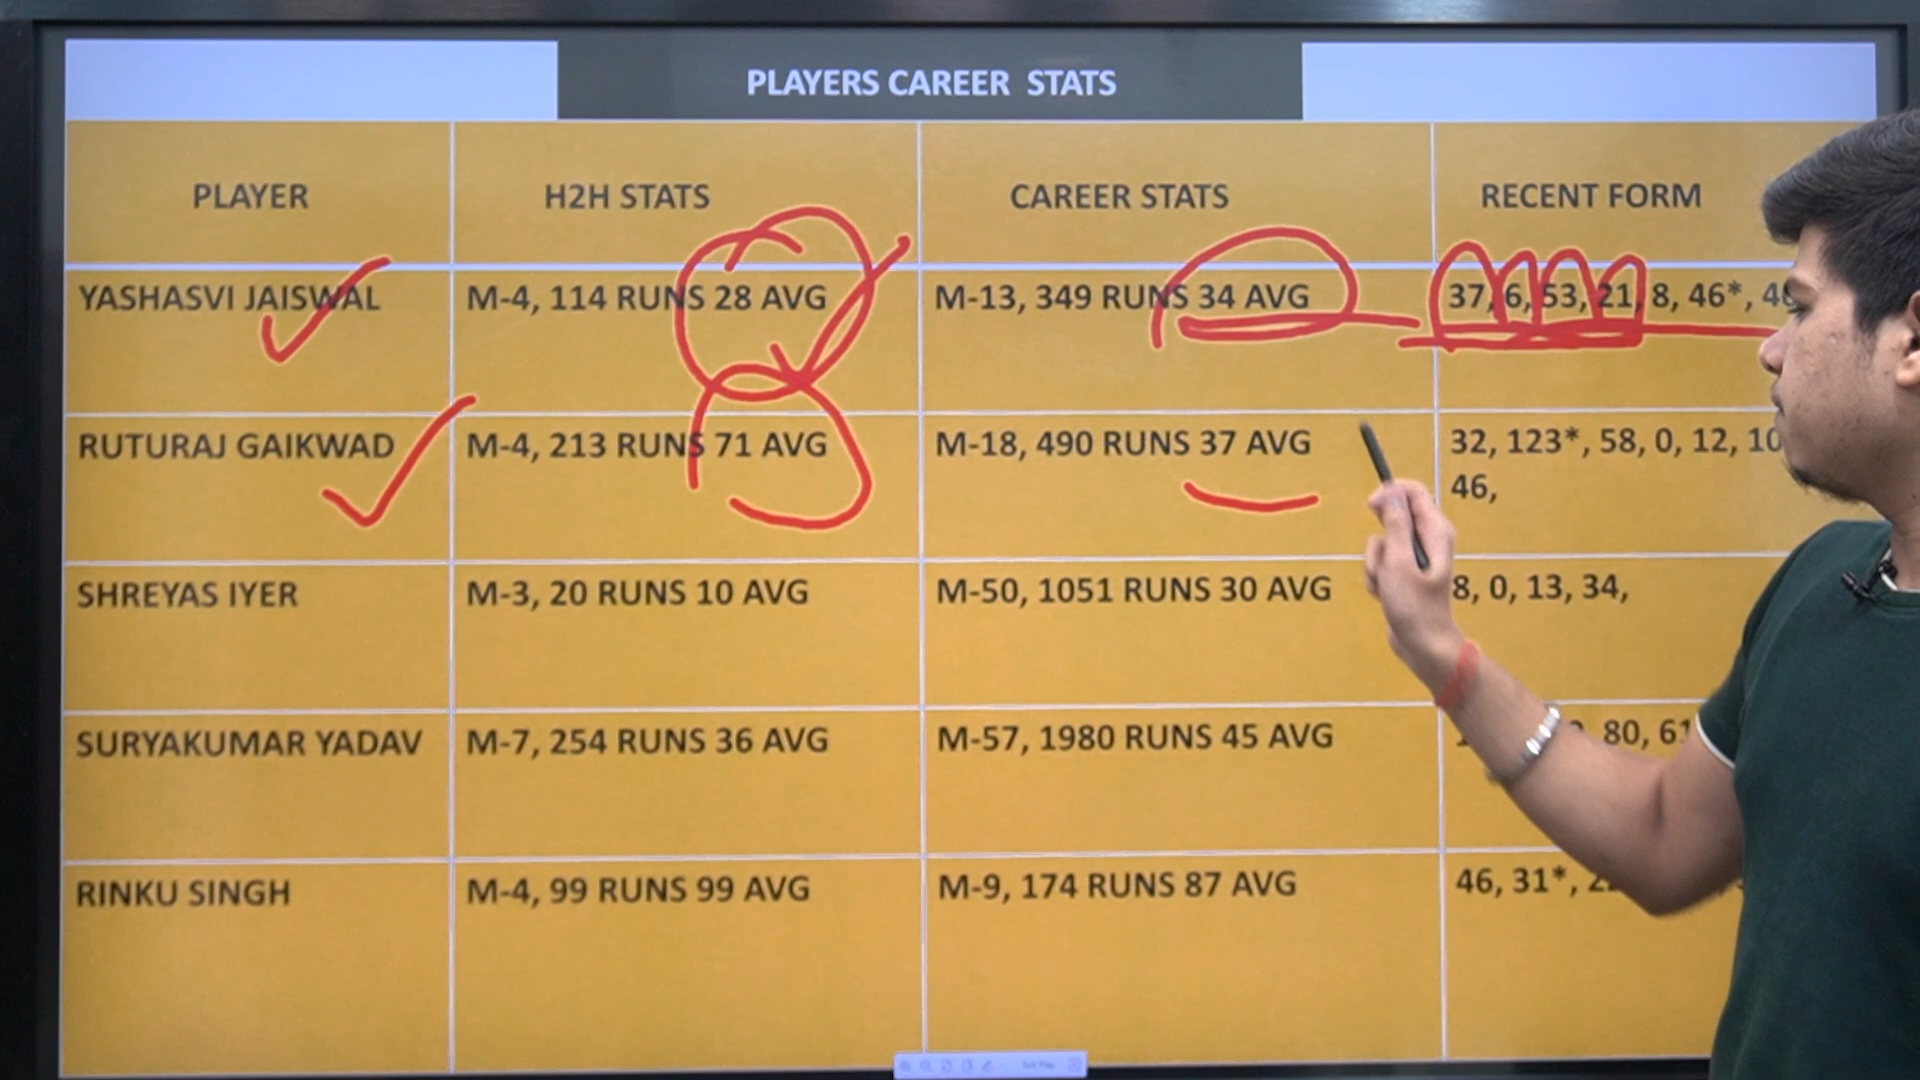 PLAYERS CAREER STATS
PLAYER H2H STATS CAREER STATS RECENT FORM
YASHASVI JAISWAL M-4, 114 RUNS 28 AVG M-13, 349 RUNS 34 AVG 37, 6, 53, 21, 8, 46*,
RUTURAJ GAIKWAD M-4, 213 RUNS 71 AVG M-18, 490 RUNS 37 AVG 32, 123*, 58, 0, 12, 10
46,
SHREYAS IYER M-3, 20 RUNS 10 AVG M-50, 1051 RUNS 30 AVG 8, 0, 13, 34,
SURYAKUMAR YADAV M-7, 254 RUNS 36 AVG M-57, 1980 RUNS 45 AVG 80, 61
RINKU SINGH M-4, 99 RUNS 99 AVG M-9, 174 RUNS 87 AVG 46, 31*,